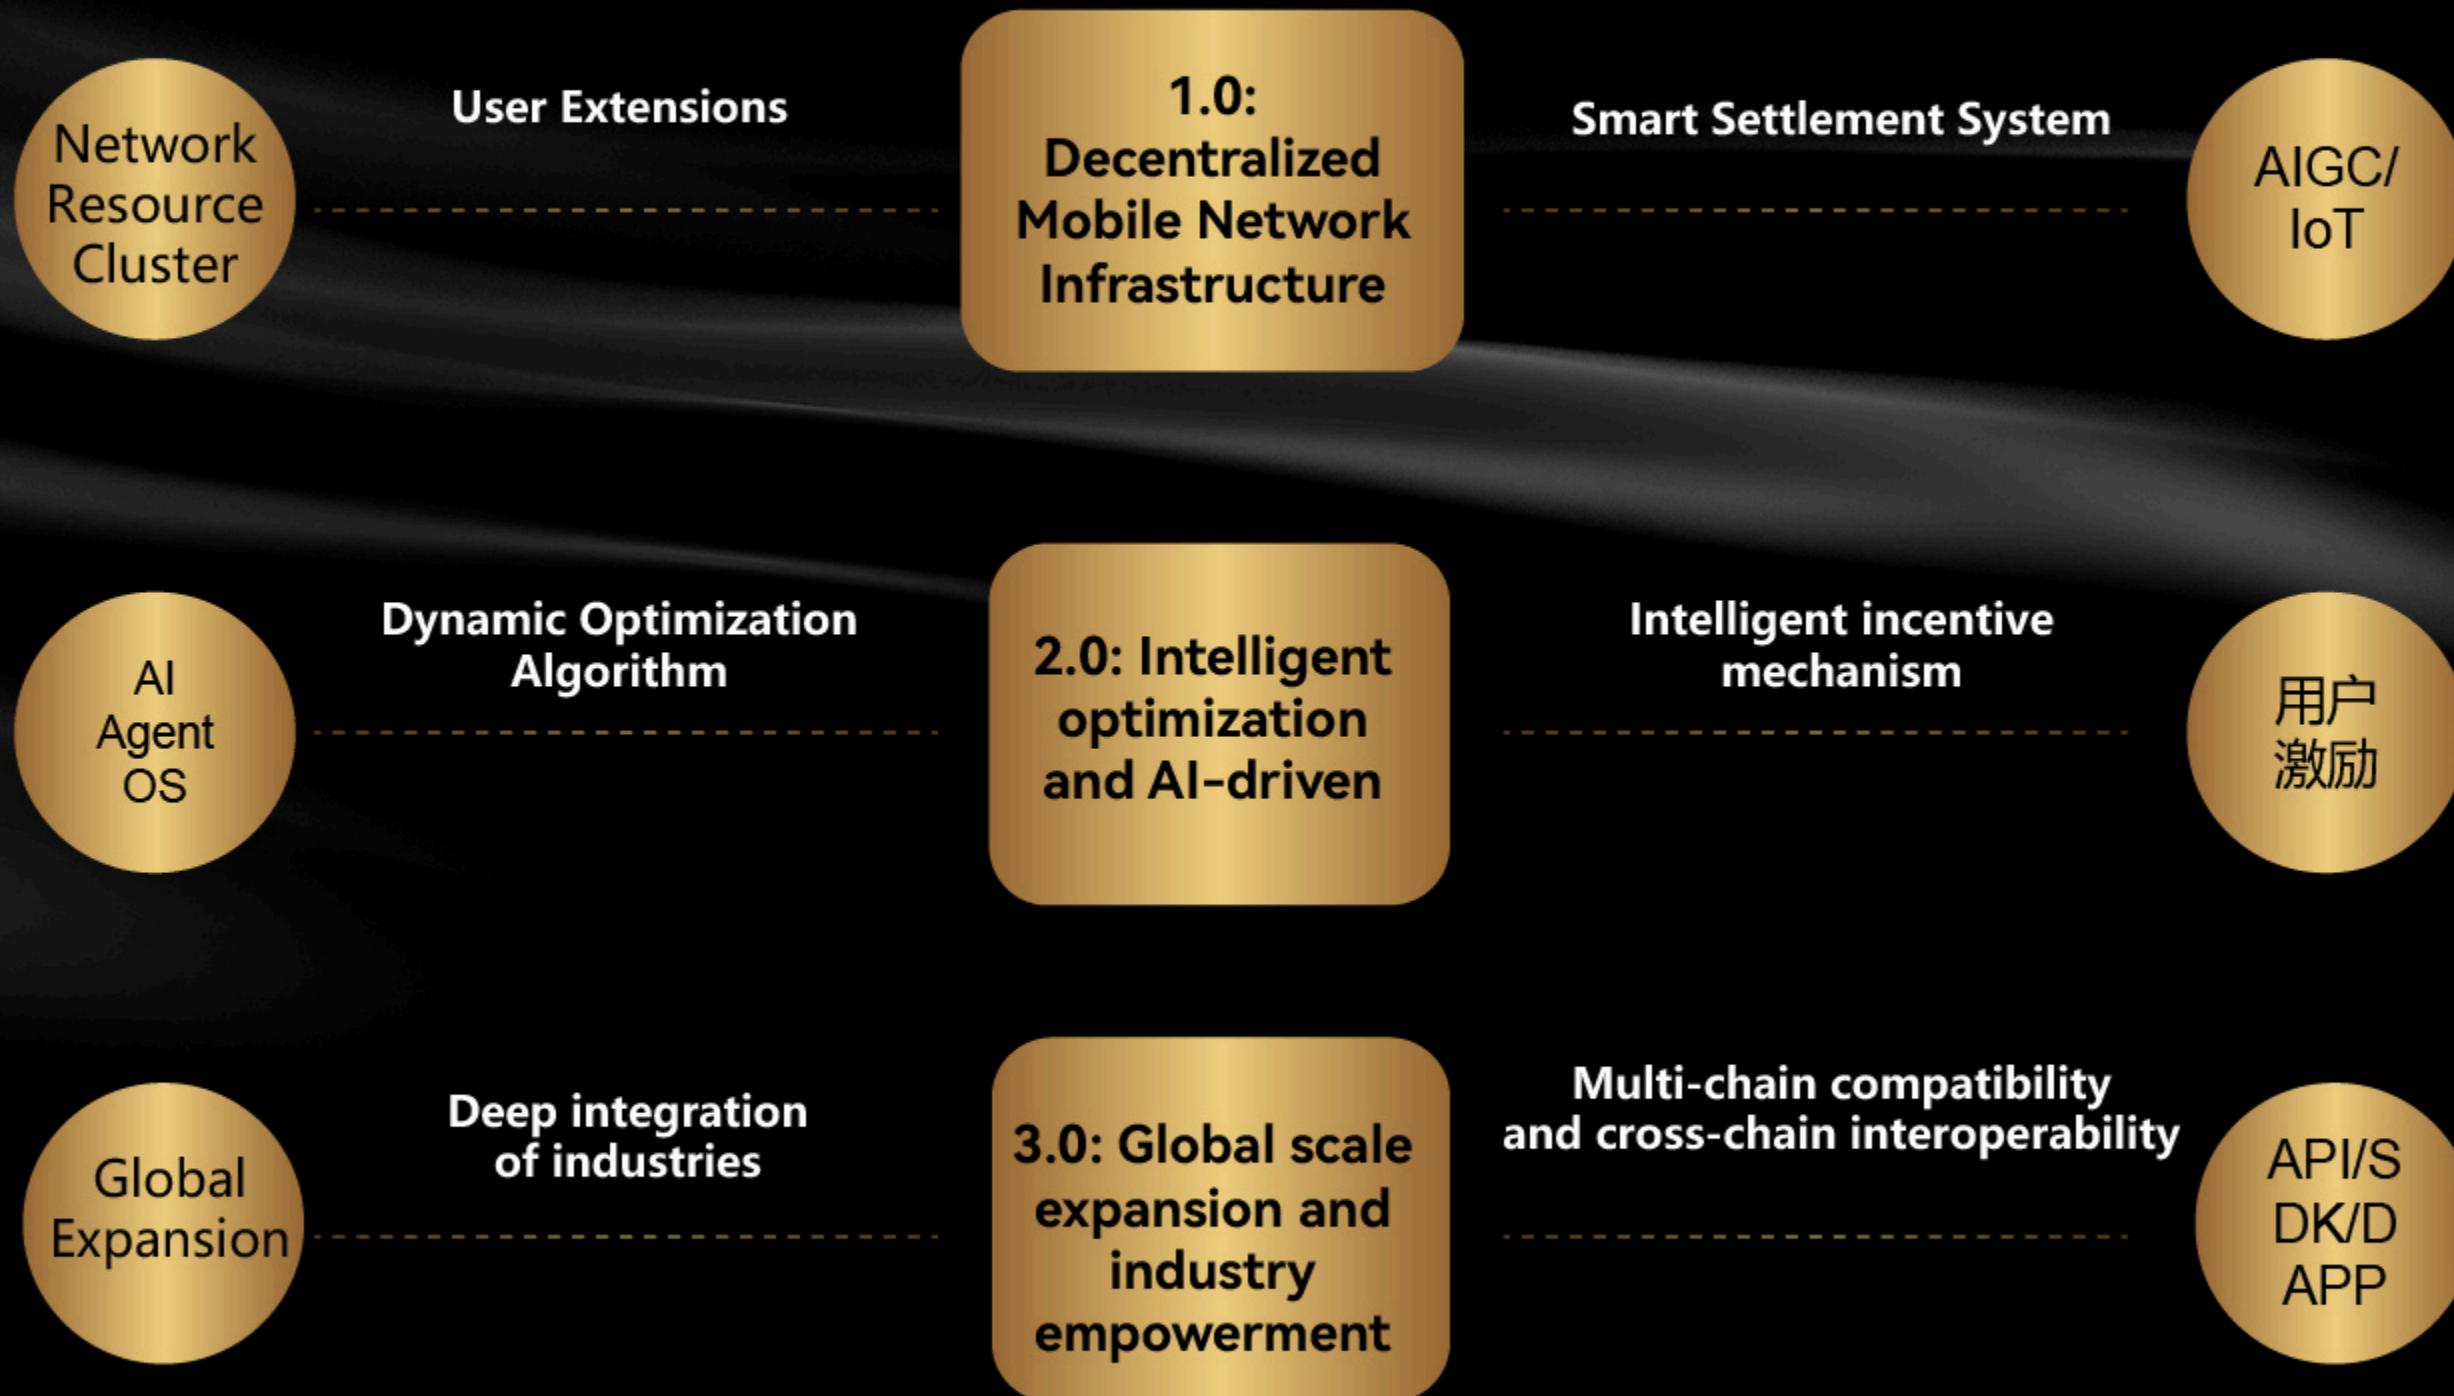 Network
Resource
Cluster
User Extensions
1.0:
Decentralized
Mobile Network
Infrastructure
Smart Settlement System
AIGC/
IoT
AI
Agent
OS
Dynamic Optimization
Algorithm
2.0: Intelligent
optimization
and AI-driven
Intelligent incentive
mechanism
用户
激励
Global
Expansion
Deep integration
of industries
3.0: Global scale
expansion and
industry
empowerment
Multi-chain compatibility
and cross-chain interoperability
API/S
DK/D
APP